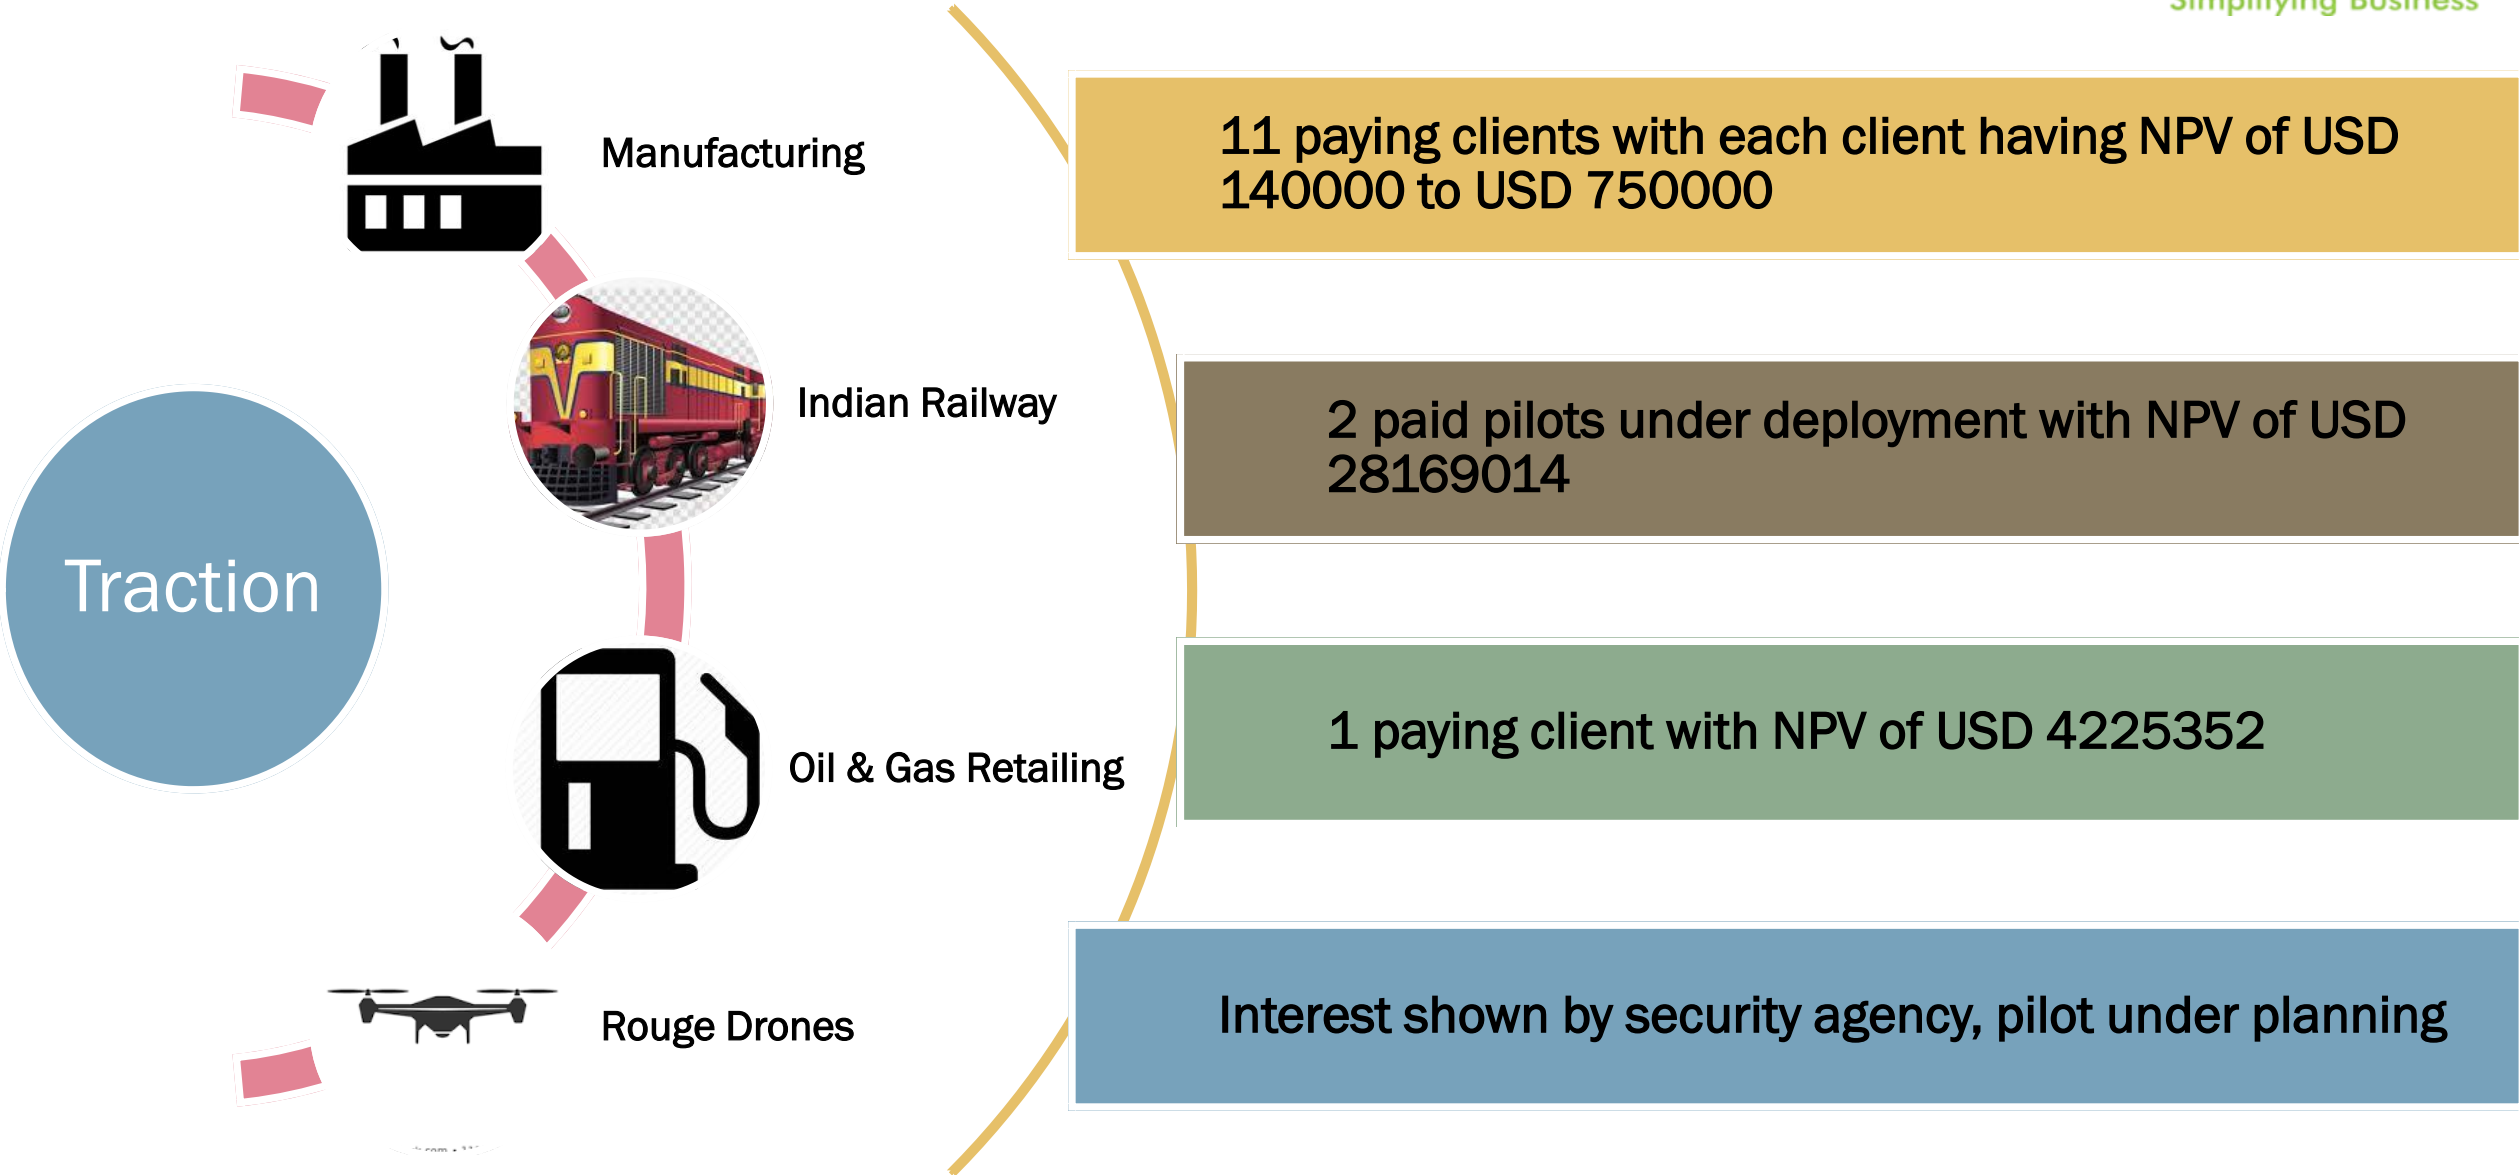 Simplifying Business
Manufacturing
11 paying clients with each client having NPV of USD
140000 to USD 750000
Indian Railway
2 paid pilots under deployment with NPV of USD
28169014
Traction
Oil & Gas Retailing
1 paying client with NPV of USD 4225352
Rouge Drones
Interest shown by security agency, pilot under planning